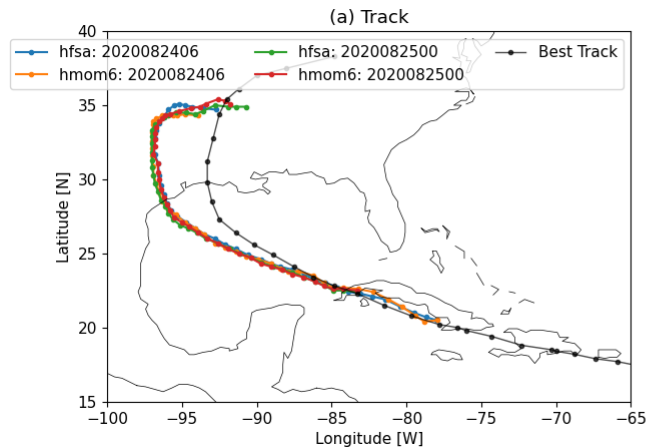 (a) Track
hfsa: 2020082406 hfsa: 2020082500 Best Track
hmom6: 2020082406 hmom6: 2020082500
40
35
30
25
20
15
Latitude [N]
-100 -95 -90 -85 -80 -75 -70 -65
Longitude [W]